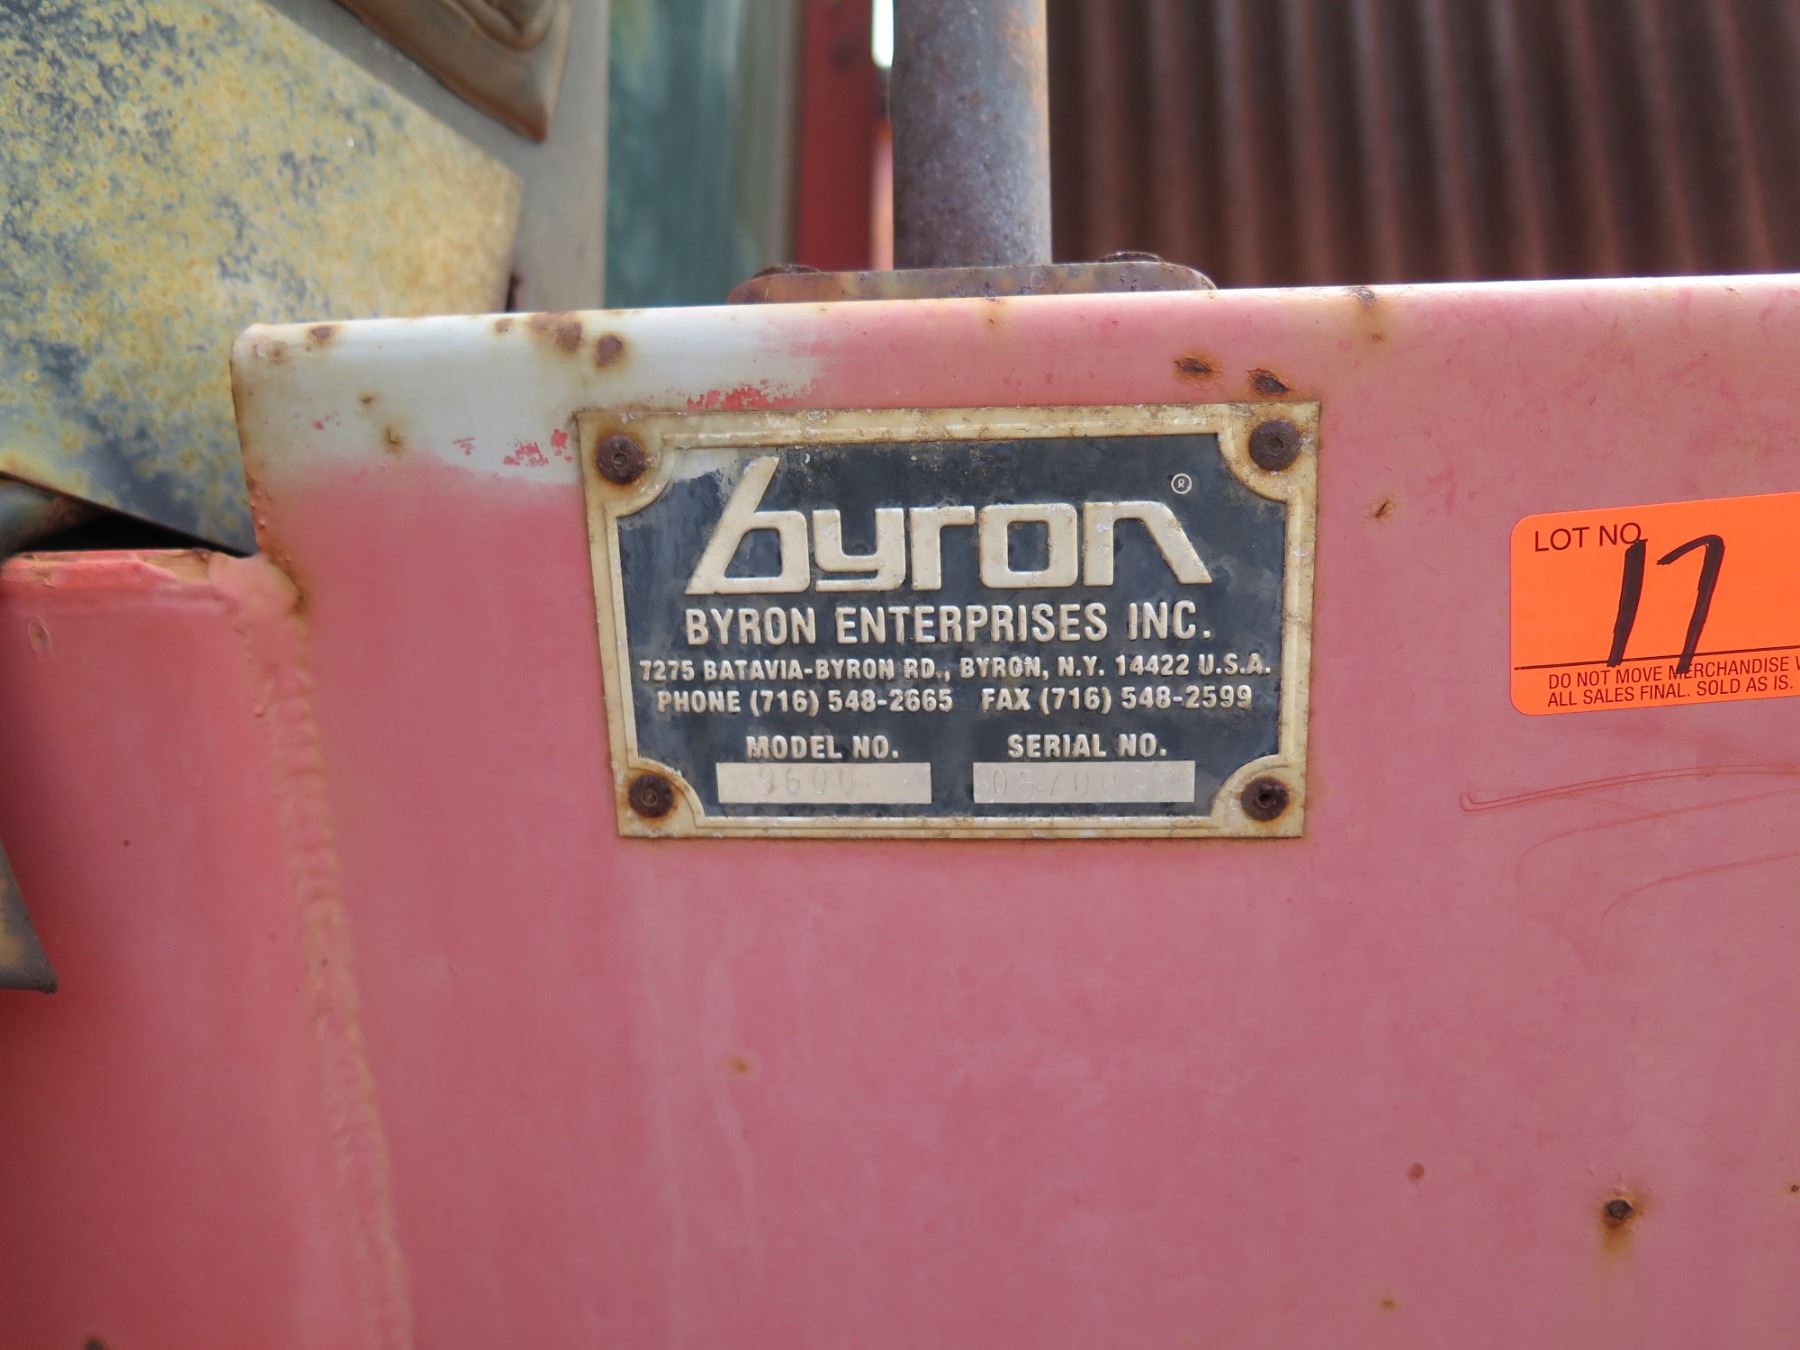 byron ®
BYRON ENTERPRISES INC.
7275 BATAVIA-BYRON RD., BYRON, N.Y. 14422 U.S.A.
PHONE (716) 548-2665 FAX (716) 548-2599
MODEL NO. SERIAL NO.
9600
LOT NO. 17
DO NOT MOVE MERCHANDISE
ALL SALES FINAL. SOLD AS IS.